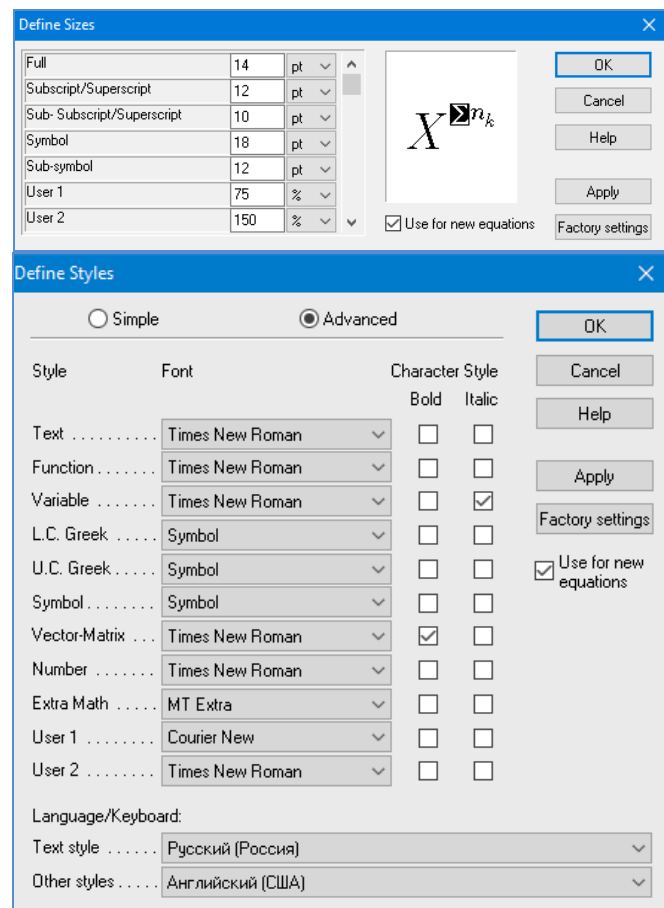 Define Sizes
Full 14 pt
Subscript/Superscript 12 pt
Sub- Subscript/Superscript 10 pt
Symbol 18 pt
Sub-symbol 12 pt
User 1 75 %
User 2 150 %
X Σ n k
Use for new equations
OK
Cancel
Help
Apply
Factory settings
Define Styles
Simple Advanced
Style Font Character Style
Bold Italic
Text . . . . . . . . . . Times New Roman
Function . . . . . . . Times New Roman
Variable . . . . . . . Times New Roman
L.C. Greek . . . . . Symbol
U.C. Greek . . . . . Symbol
Symbol . . . . . . . . Symbol
Vector-Matrix . . . Times New Roman
Number . . . . . . . Times New Roman
Extra Math . . . . . MT Extra
User 1 . . . . . . . . Courier New
User 2 . . . . . . . . Times New Roman
OK
Cancel
Help
Apply
Factory settings
Use for new
equations
Language/Keyboard:
Text style . . . . . . Русский (Россия)
Other styles . . . . . Английский (США)